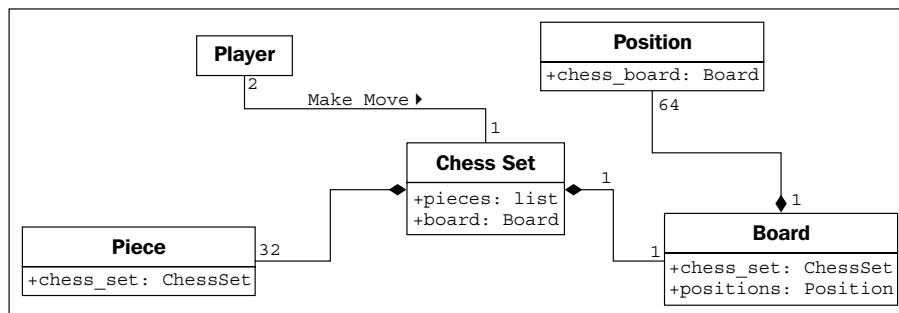 Player
2
Make Move
1
Position
+chess_board: Board
64
Chess Set
+pieces: list
+board: Board
1
1
Piece
+chess_set: ChessSet
32
1
Board
+chess_set: ChessSet
+positions: Position